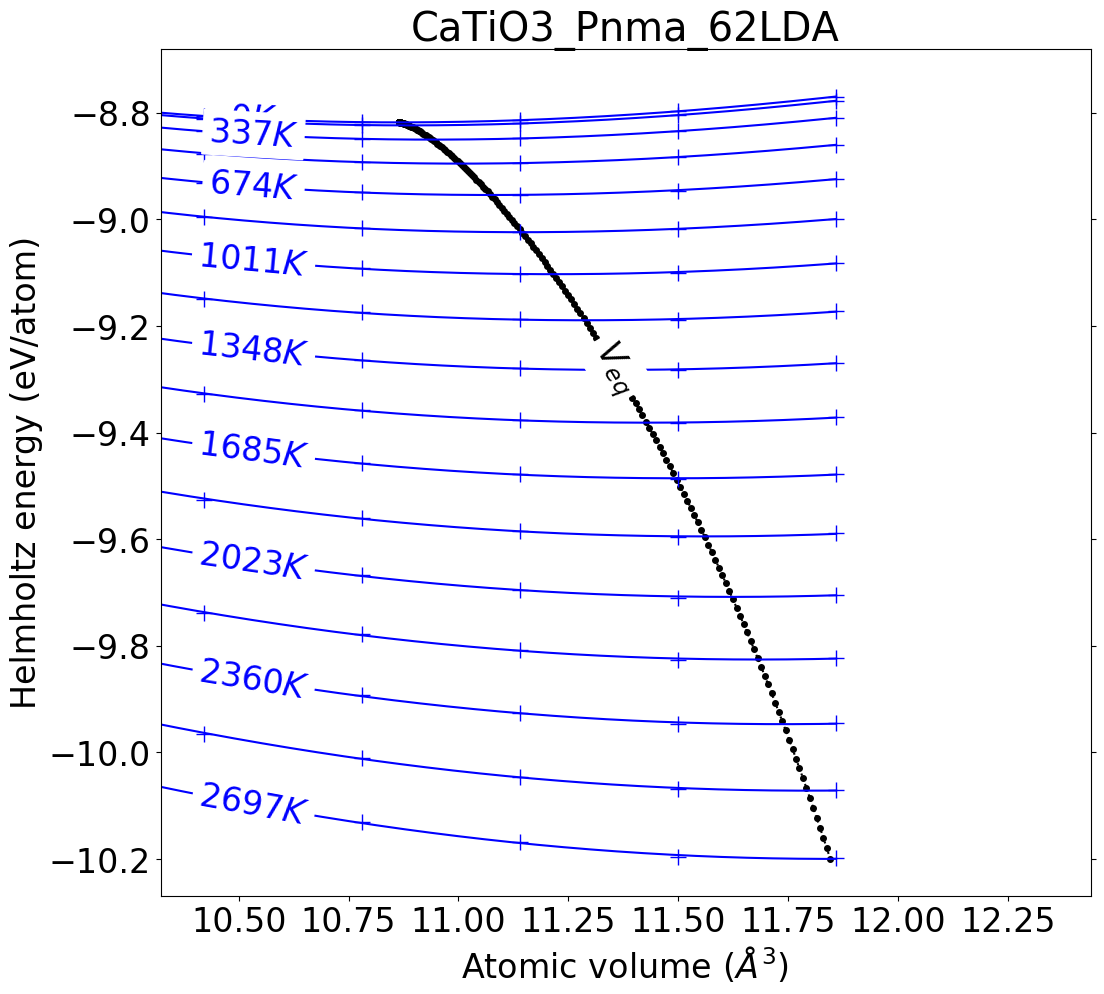 CaTiO3_Pnma_62LDA
Helmholtz energy (eV/atom)
−8.8
−9.0
−9.2
−9.4
−9.6
−9.8
−10.0
−10.2
0K
337K
674K
1011K
1348K
1685K
2023K
2360K
2697K
V_eq
10.50 10.75 11.00 11.25 11.50 11.75 12.00 12.25
Atomic volume (Å³)